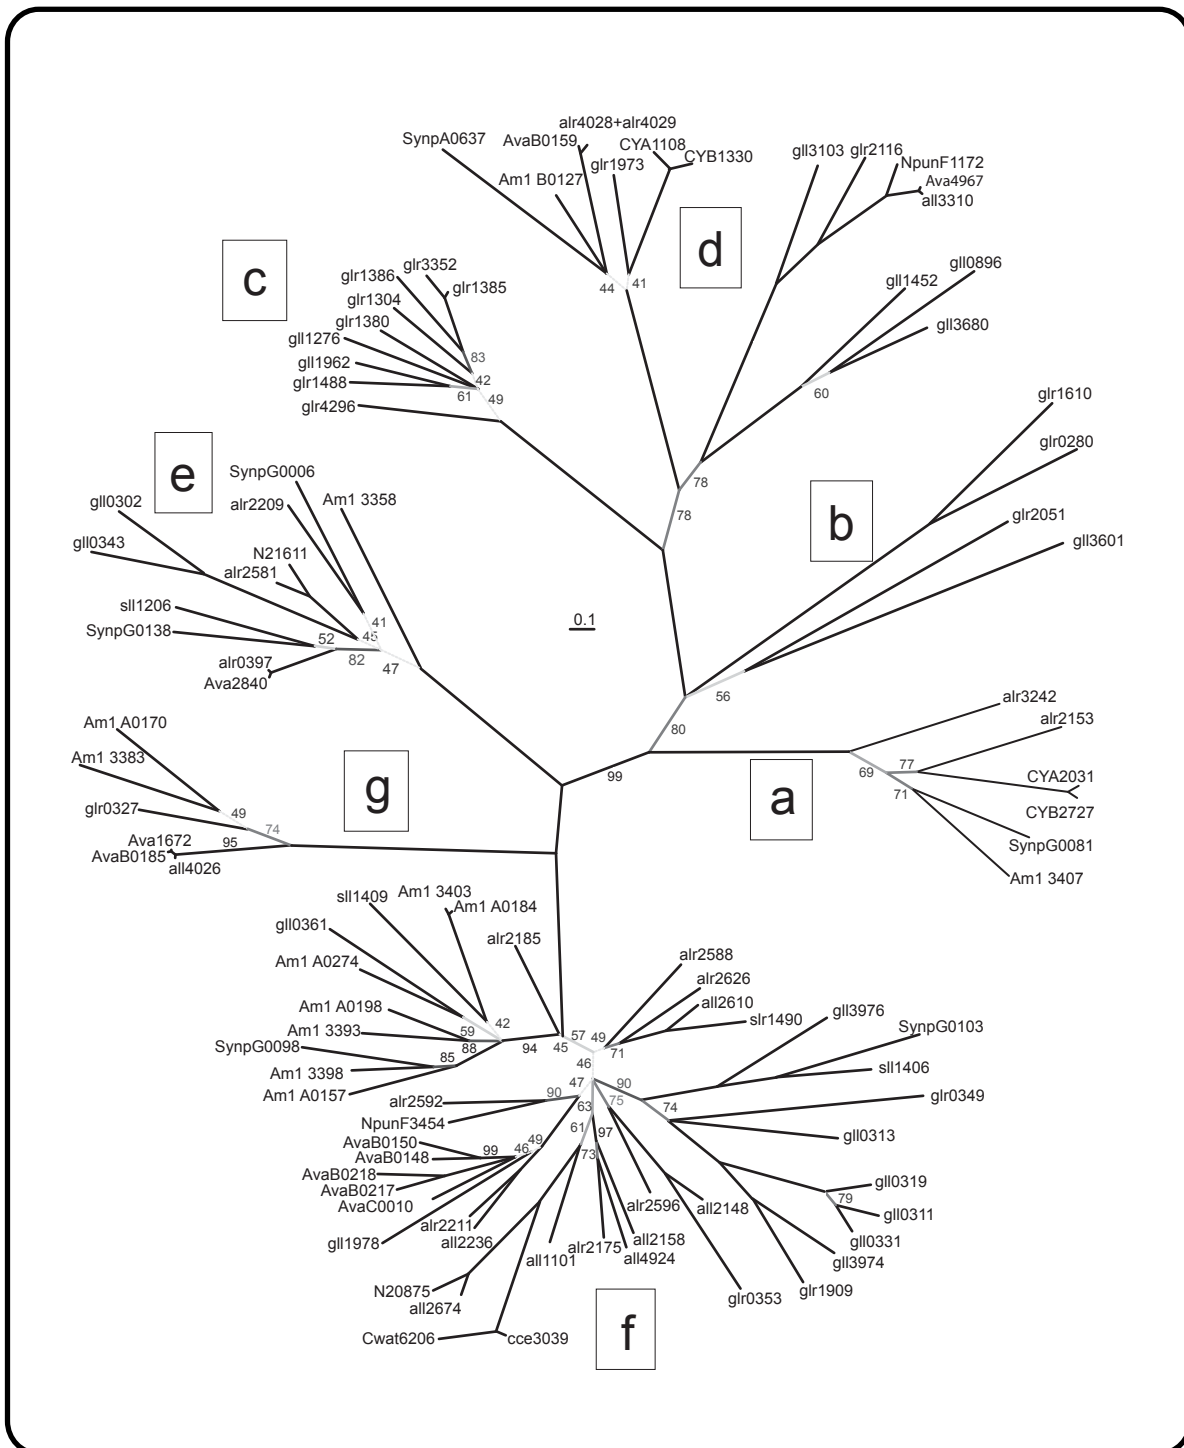 alr4028+alr4029
SynpA0637
AvaB0159
CYA1108
CYB1330
glr1973
Am1 B0127
gll3103
glr2116
NpunF1172
Ava4967
all3310
d
44
41
c
glr3352
glr1386
glr1385
glr1304
glr1380
gll1276
gll1962
glr1488
glr4296
83
42
61
49
gll0896
gll1452
gll3680
60
78
78
glr1610
glr0280
glr2051
gll3601
b
56
80
e
SynpG0006
gll0302
alr2209
Am1 3358
gll0343
N21611
alr2581
sll1206
SynpG0138
alr0397
Ava2840
41
45
52
82
47
0.1
alr3242
alr2153
77
69
71
CYA2031
CYB2727
SynpG0081
Am1 3407
99
a
g
Am1 A0170
Am1 3383
glr0327
Ava1672
AvaB0185
all4026
49
74
95
sll1409
Am1 3403
Am1 A0184
gll0361
alr2185
Am1 A0274
Am1 A0198
Am1 3393
SynpG0098
Am1 3398
Am1 A0157
42
59
88
85
94
45
57
49
71
46
alr2588
alr2626
all2610
slr1490
gll3976
SynpG0103
sll1406
glr0349
gll0313
gll0319
gll0311
gll0331
gll3974
glr1909
glr0353
79
74
90
75
47
90
63
61
97
73
alr2592
NpunF3454
AvaB0150
AvaB0148
AvaB0218
AvaB0217
AvaC0010
99
46
49
gll1978
alr2211
all2236
all1101
alr2175
all2158
all4924
alr2596
all2148
N20875
all2674
Cwat6206
cce3039
f